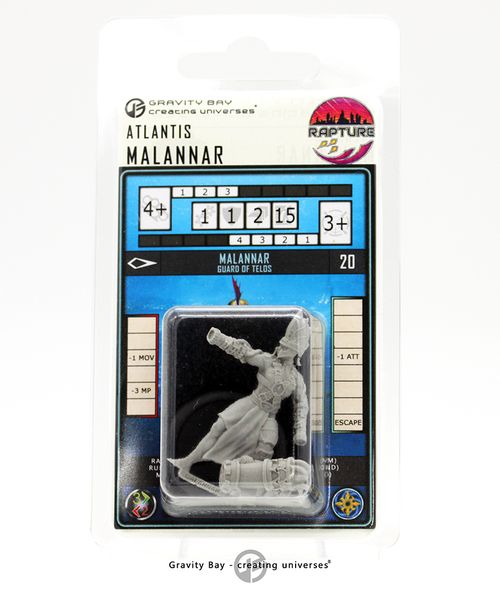 GRAVITY BAY
creating universes®
ATLANTIS
MALANNAR
RAPTURE
1 2 3
4+ 1 1 2 15 3+
4 3 2 1
MALANNAR
GUARD OF TELOS
20
-1 MOV
-3 MP
-1 ATT
ESCAPE
3
Gravity Bay - creating universes®